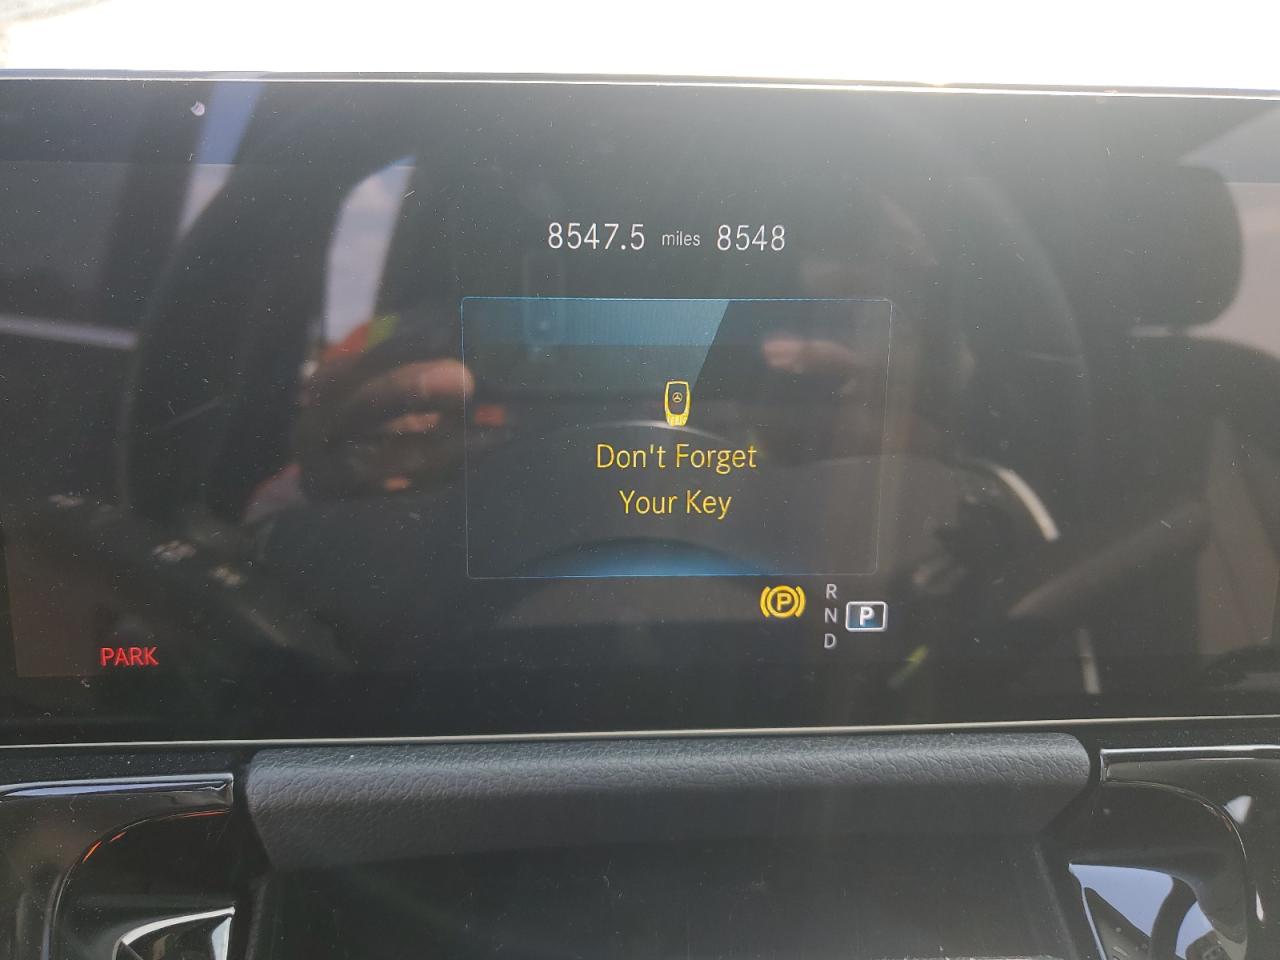 8547.5 miles 8548
Don't Forget
Your Key
P
R
N P
D
PARK